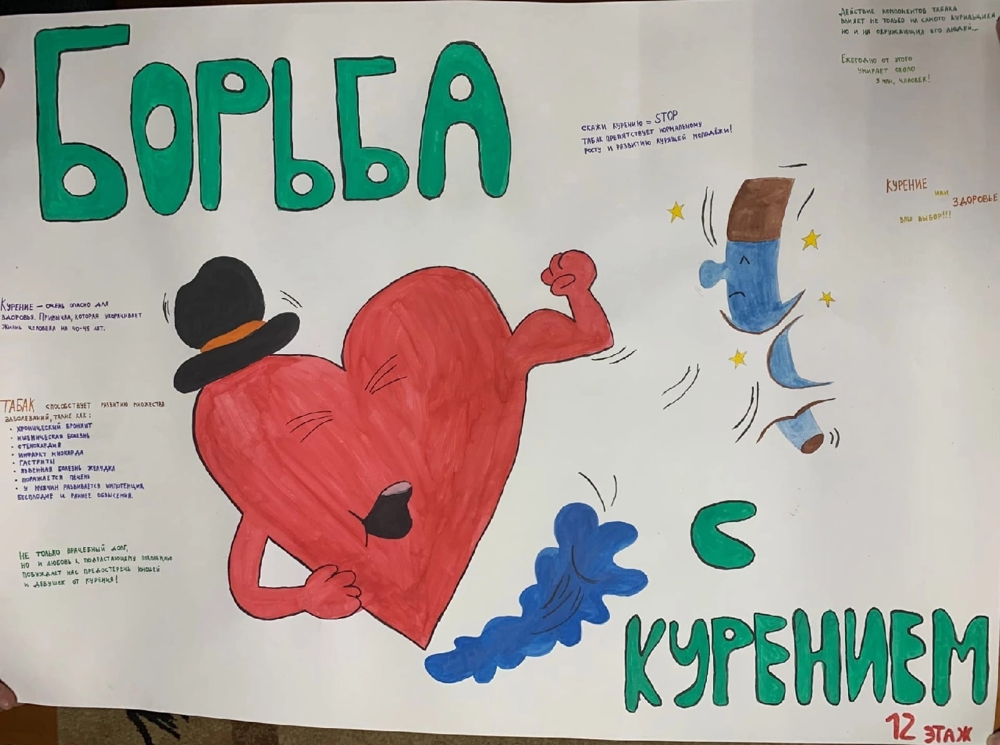 БОРЬБА
ДЕЙСТВИЕ КОМПОНЕНТОВ ТАБАКА
ВЛИЯЕТ НЕ ТОЛЬКО НА САМОГО КУРИЛЬЩИКА,
НО И НА ОКРУЖАЮЩИХ ЕГО ЛЮДЕЙ...
ЕЖЕГОДНО ОТ ЭТОГО
УМИРАЕТ ОКОЛО
5 МЛН. ЧЕЛОВЕК!
СКАЖИ КУРЕНИЮ = STOP
ТАБАК ПРЕПЯТСТВУЕТ НОРМАЛЬНОМУ
РОСТУ И РАЗВИТИЮ КУРЯЩЕЙ МОЛОДЁЖИ!
КУРЕНИЕ
ИЛИ
ЗДОРОВЬЕ
ВАШ ВЫБОР!!!
КУРЕНИЕ — ОЧЕНЬ ОПАСНО ДЛЯ
ЗДОРОВЬЯ. ПРИВЫЧКА, КОТОРАЯ УКОРАЧИВАЕТ
ЖИЗНЬ ЧЕЛОВЕКА НА 40-45 ЛЕТ.
ТАБАК СПОСОБСТВУЕТ РАЗВИТИЮ МНОЖЕСТВА
ЗАБОЛЕВАНИЙ, ТАКИЕ КАК:
• ХРОНИЧЕСКИЙ БРОНХИТ
• ИШЕМИЧЕСКАЯ БОЛЕЗНЬ
• СТЕНОКАРДИЯ
• ИНФАРКТ МИОКАРДА
• ГАСТРИТЫ
• ЯЗВЕННАЯ БОЛЕЗНЬ ЖЕЛУДКА
• ПОРАЖАЕТСЯ ПЕЧЕНЬ
• У МУЖЧИН РАЗВИВАЕТСЯ ИМПОТЕНЦИЯ,
БЕСПЛОДИЕ И РАННЕЕ ОБЛЫСЕНИЯ.
НЕ ТОЛЬКО ВРАЧЕБНЫЙ ДОЛГ,
НО И ЛЮБОВЬ К ПОДРАСТАЮЩЕМУ ПОКОЛЕНИЮ
ПОБУЖДАЕТ НАС ПРЕДОСТЕРЕЧЬ ЮНОШЕЙ
И ДЕВУШЕК ОТ КУРЕНИЯ!
С
КУРЕНИЕМ
12 ЭТАЖ